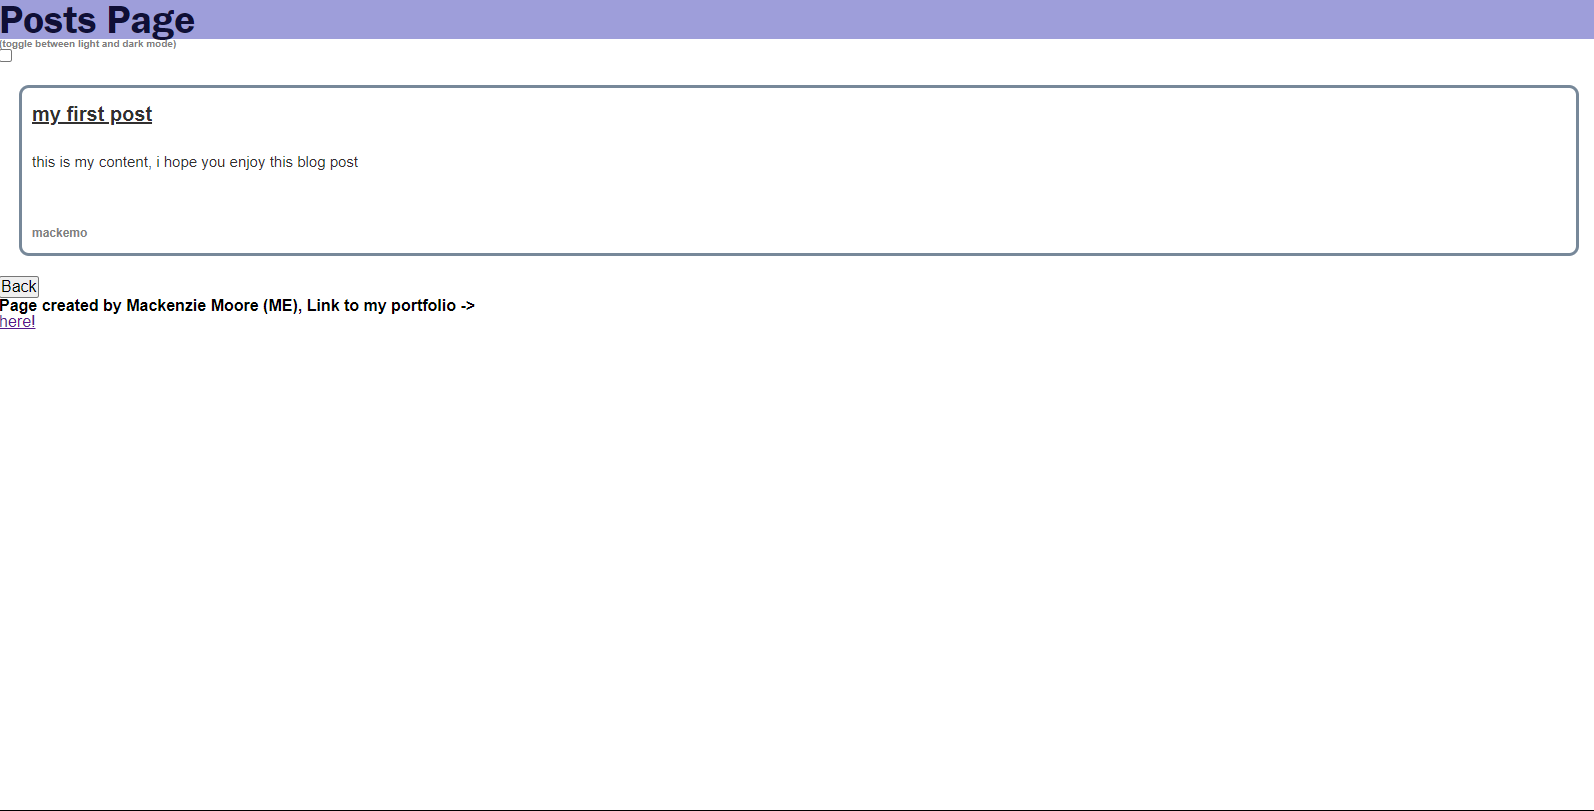 Posts Page
(toggle between light and dark mode)
my first post
this is my content, i hope you enjoy this blog post
mackemo
Back
Page created by Mackenzie Moore (ME), Link to my portfolio ->
here!